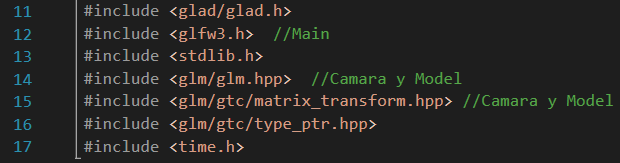 11 #include <glad/glad.h>
12 #include <glfw3.h> //Main
13 #include <stdlib.h>
14 #include <glm/glm.hpp> //Camara y Model
15 #include <glm/gtc/matrix_transform.hpp> //Camara y Model
16 #include <glm/gtc/type_ptr.hpp>
17 #include <time.h>